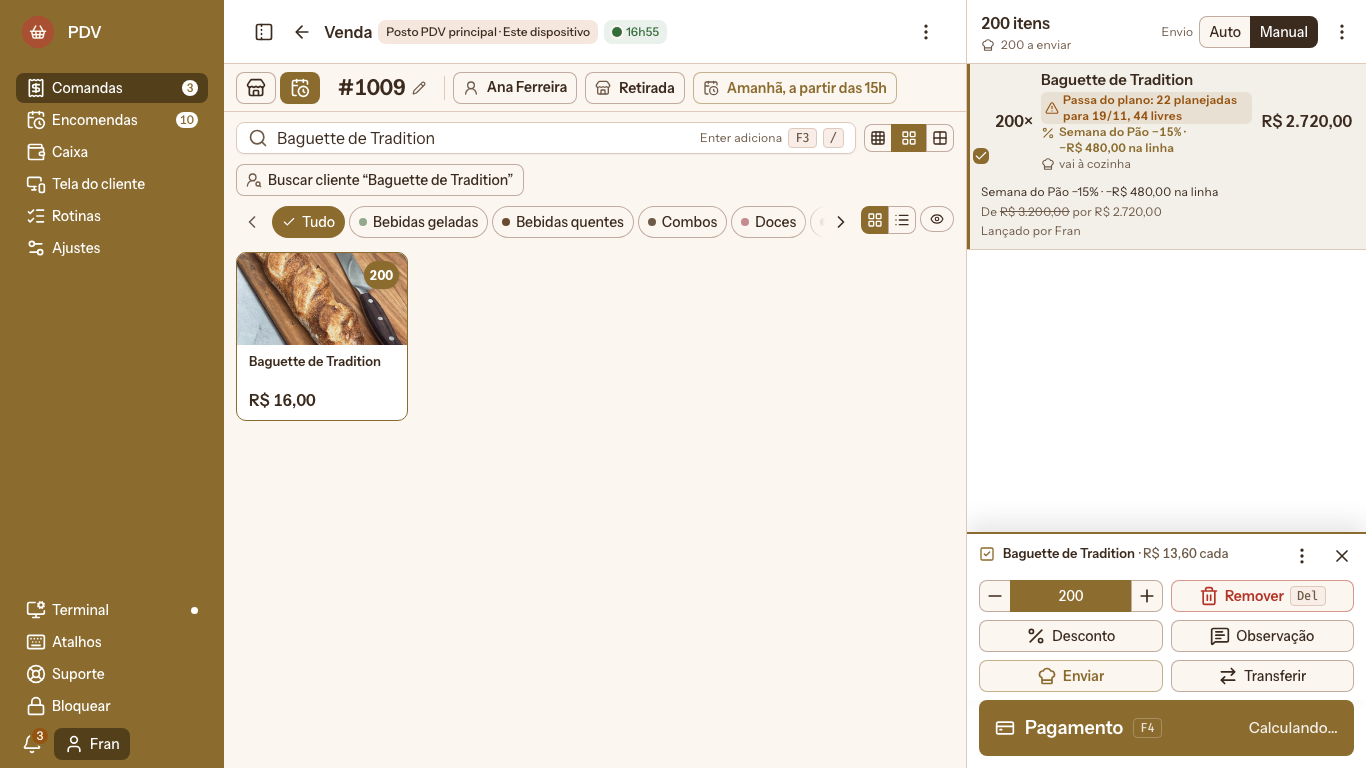 PDV
Comandas 3
Encomendas 10
Caixa
Tela do cliente
Rotinas
Ajustes
Terminal
Atalhos
Suporte
Bloquear
3 Fran
Venda Posto PDV principal · Este dispositivo 16h55
#1009 Ana Ferreira Retirada Amanhã, a partir das 15h
Baguette de Tradition Enter adiciona F3 /
Buscar cliente “Baguette de Tradition”
Tudo Bebidas geladas Bebidas quentes Combos Doces
200
Baguette de Tradition
R$ 16,00
200 itens
200 a enviar
Envio Auto Manual
Baguette de Tradition
Passa do plano: 22 planejadas
para 19/11, 44 livres
200× R$ 2.720,00
Semana do Pão −15% ·
−R$ 480,00 na linha
vai à cozinha
Semana do Pão −15% · −R$ 480,00 na linha
De R$ 3.200,00 por R$ 2.720,00
Lançado por Fran
Baguette de Tradition · R$ 13,60 cada
200 Remover Del
Desconto Observação
Enviar Transferir
Pagamento F4 Calculando…